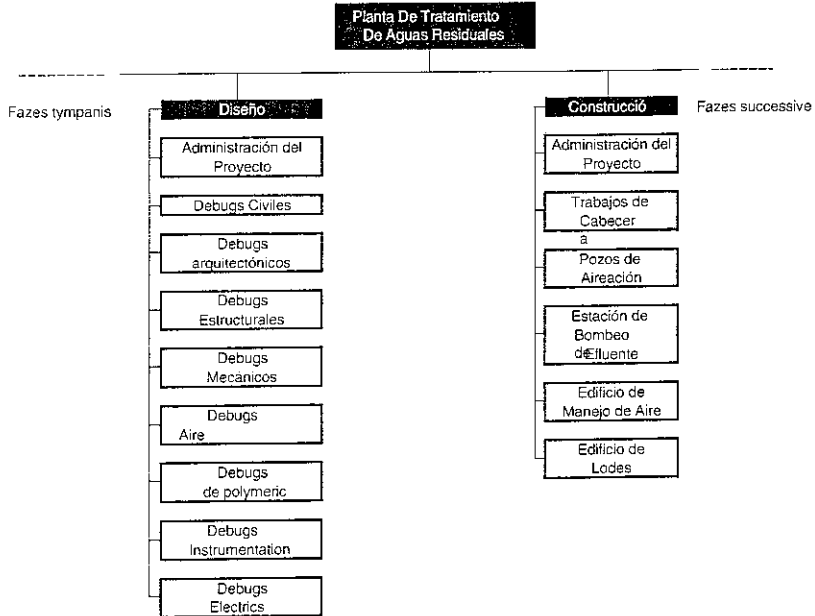 Planta De Tratamiento
De Aguas Residuales
Fazes tympanis
Diseño
Administración del
Proyecto
Debugs Civiles
Debugs
arquitectónicos
Debugs
Estructurales
Debugs
Mecánicos
Debugs
Aire
Debugs
de polymeric
Debugs
Instrumentation
Debugs
Electrics
Construcció
Fazes successive
Administración del
Proyecto
Trabajos de
Cabecer
a
Pozos de
Aireación
Estación de
Bombeo
de Efluente
Edificio de
Manejo de Aire
Edificio de
Lodes